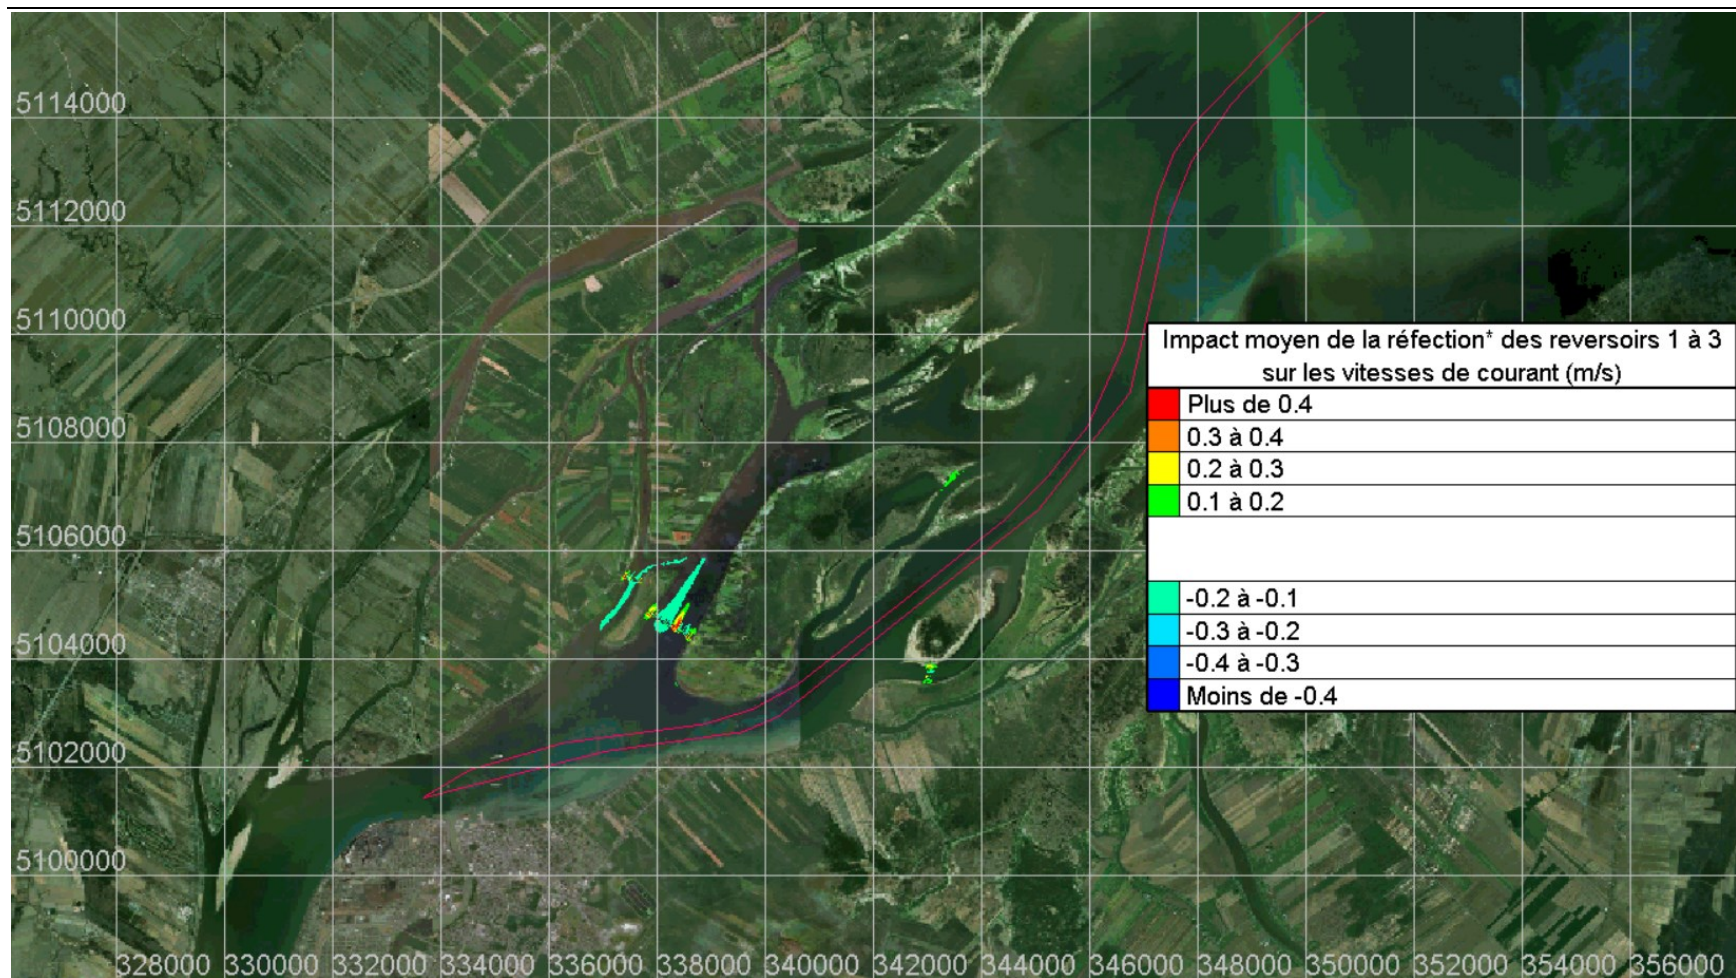 5114000
5112000
5110000
Impact moyen de la réfection* des reversoirs 1 à 3
sur les vitesses de courant (m/s)
Plus de 0.4
0.3 à 0.4
0.2 à 0.3
0.1 à 0.2
-0.2 à -0.1
-0.3 à -0.2
-0.4 à -0.3
Moins de -0.4
5108000
5106000
5104000
5102000
5100000
328000 330000 332000 334000 336000 338000 340000 342000 344000 346000 348000 350000 352000 354000 356000